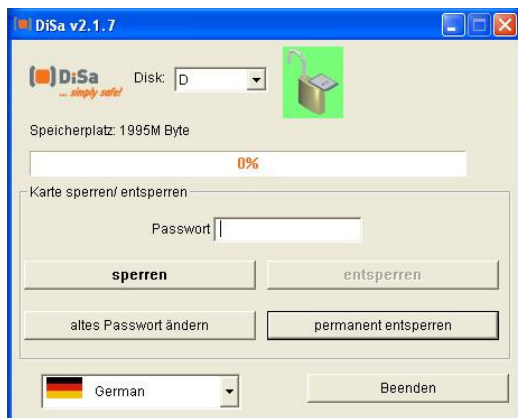 DiSa v2.1.7
DiSa
... simply safe!
Disk: D
Speicherplatz: 1995M Byte
0%
Karte sperren/ entsperren
Passwort
sperren
entsperren
altes Passwort ändern
permanent entsperren
German
Beenden